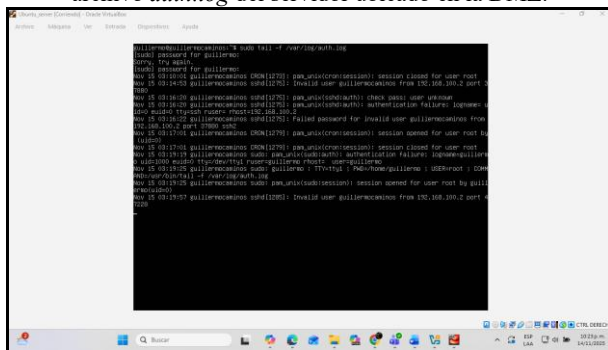 archivo auth.log del servidor ubicado en la DMZ.
Ubuntu_server [Corriendo] - Oracle VirtualBox
Archivo Máquina Ver Entrada Dispositivos Ayuda
guillermo@guillermocaminos:~$ sudo tail -f /var/log/auth.log
[sudo] password for guillermo:
Sorry, try again.
[sudo] password for guillermo:
Nov 15 03:10:01 guillermocaminos CRON[1273]: pam_unix(cron:session): session closed for user root
Nov 15 03:14:53 guillermocaminos sshd[1275]: Invalid user guillermocaminos from 192.168.100.2 port 3
7880
Nov 15 03:16:20 guillermocaminos sshd[1275]: pam_unix(sshd:auth): check pass: user unknown
Nov 15 03:16:20 guillermocaminos sshd[1275]: pam_unix(sshd:auth): authentication failure; logname= u
id=0 euid=0 tty=ssh ruser= rhost=192.168.100.2
Nov 15 03:16:22 guillermocaminos sshd[1275]: Failed password for invalid user guillermocaminos from
192.168.100.2 port 37880 ssh2
Nov 15 03:17:01 guillermocaminos CRON[1279]: pam_unix(cron:session): session opened for user root by
(uid=0)
Nov 15 03:17:01 guillermocaminos CRON[1279]: pam_unix(cron:session): session closed for user root
Nov 15 03:19:19 guillermocaminos sudo: pam_unix(sudo:auth): authentication failure; logname=guillerm
o uid=1000 euid=0 tty=/dev/tty1 ruser=guillermo rhost= user=guillermo
Nov 15 03:19:25 guillermocaminos sudo: guillermo : TTY=tty1 ; PWD=/home/guillermo ; USER=root ; COMM
AND=/usr/bin/tail -f /var/log/auth.log
Nov 15 03:19:25 guillermocaminos sudo: pam_unix(sudo:session): session opened for user root by guill
ermo(uid=0)
Nov 15 03:19:57 guillermocaminos sshd[1285]: Invalid user guillermocaminos from 192.168.100.2 port 4
7228
CTRL DERECH
Buscar
ESP
LAA
10:23 p. m.
14/11/2025